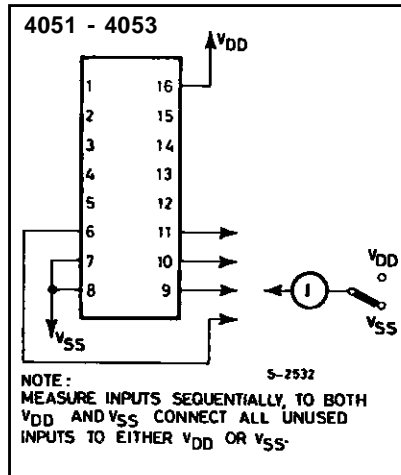 4051 - 4053
VDD
1 16
2 15
3 14
4 13
5 12
6 11
7 10
8 9
VDD
I
VSS
VSS
S-2532
NOTE:
MEASURE INPUTS SEQUENTIALLY, TO BOTH
VDD AND VSS CONNECT ALL UNUSED
INPUTS TO EITHER VDD OR VSS.